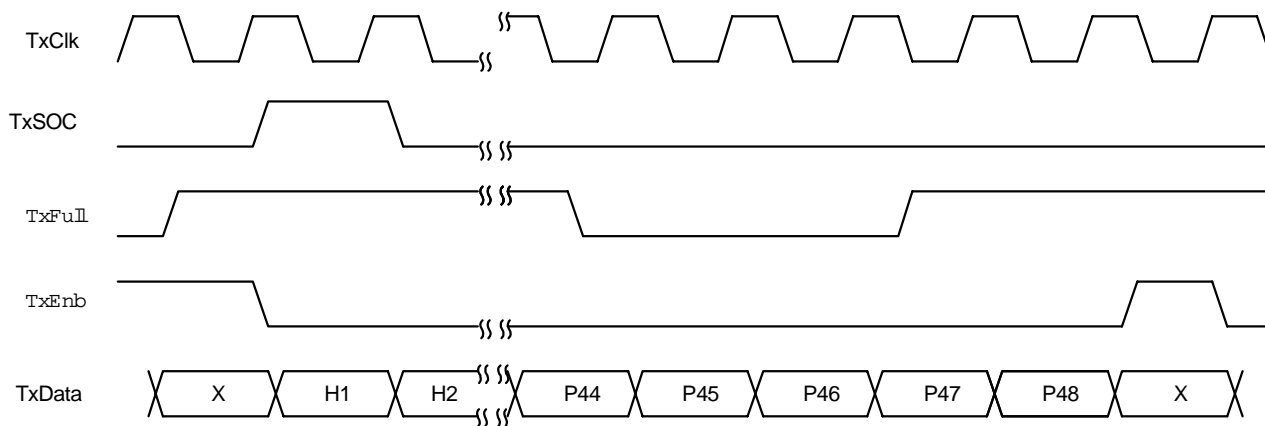 TxClk
TxSOC
TxFull
TxEnb
TxData X H1 H2 P44 P45 P46 P47 P48 X